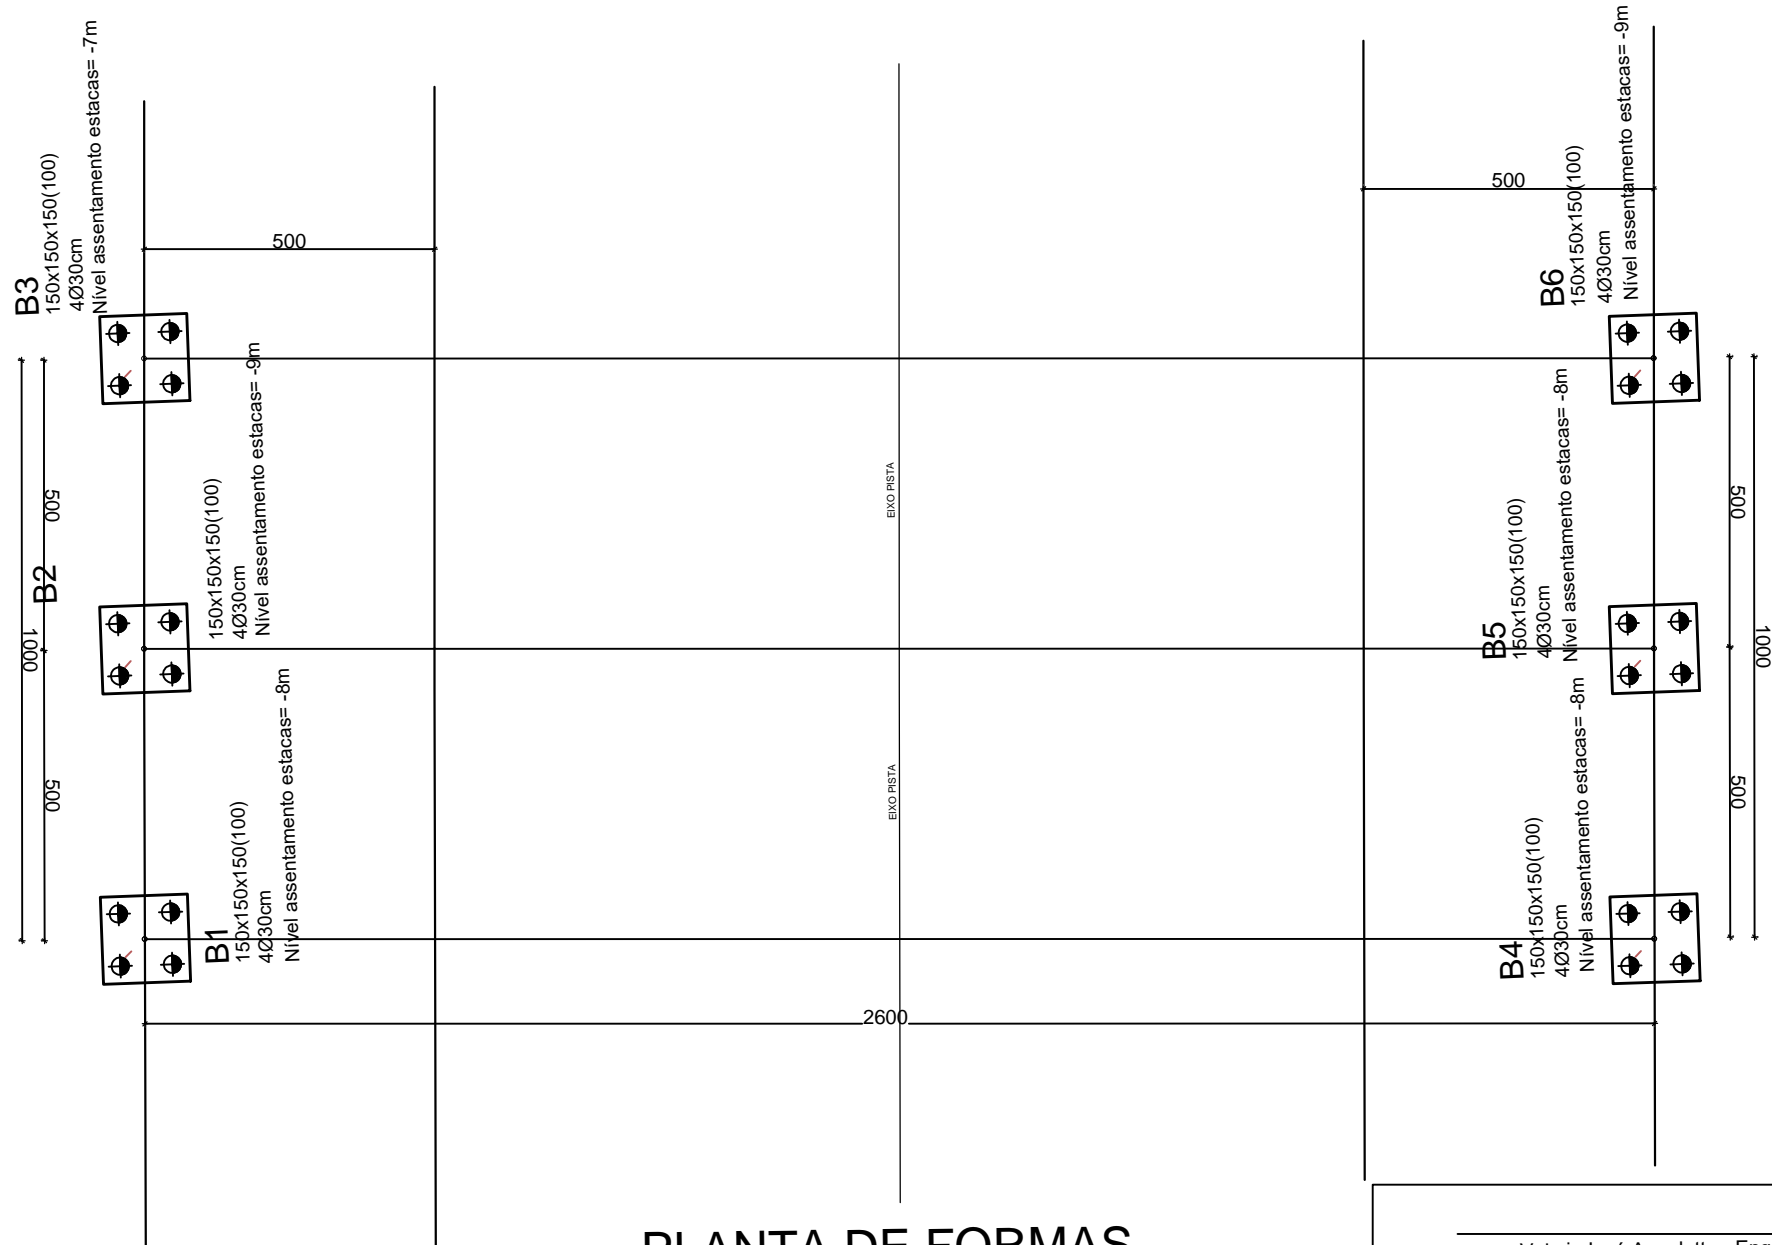 B3
150x150x150(100)
4Ø30cm
Nível assentamento estacas= -7m
500
500
B6
150x150x150(100)
4Ø30cm
Nível assentamento estacas= -9m
500
B2
1000
500
150x150x150(100)
4Ø30cm
Nível assentamento estacas= -9m
EIXO PISTA
B5
150x150x150(100)
4Ø30cm
Nível assentamento estacas= -8m
500
1000
500
B1
150x150x150(100)
4Ø30cm
Nível assentamento estacas= -8m
EIXO PISTA
B4
150x150x150(100)
4Ø30cm
Nível assentamento estacas= -8m
2600
PLANTA DE FORMAS